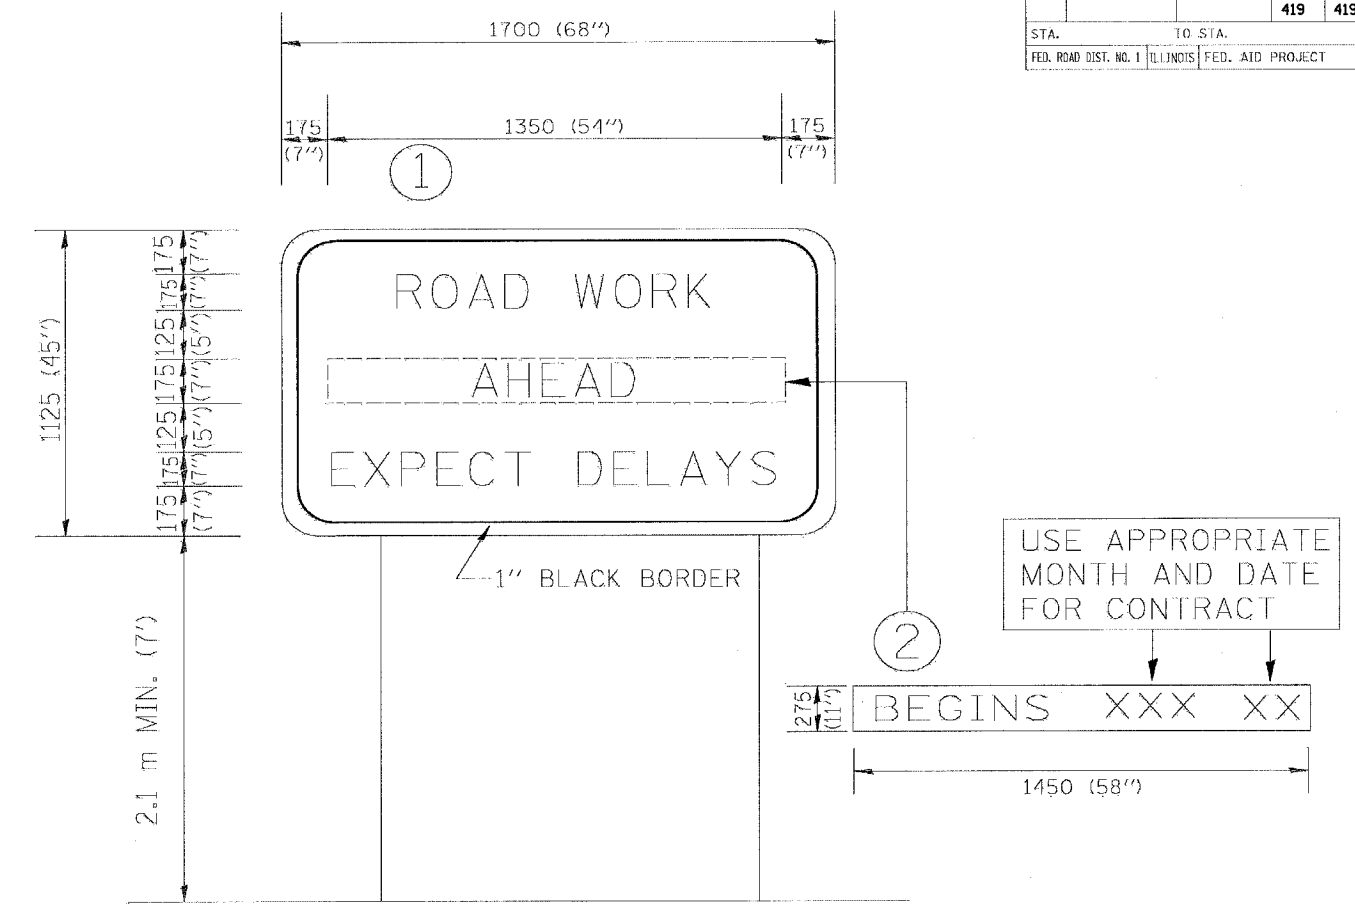 419 419
STA. TO STA.
FED. ROAD DIST. NO. 1 ILLINOIS FED. AID PROJECT
1700 (68")
175 (7")
1350 (54")
175 (7")
1
ROAD WORK
AHEAD
EXPECT DELAYS
1125 (45")
175 (7")
175 (7")
125 (5")
175 (7")
125 (5")
175 (7")
175 (7")
1" BLACK BORDER
2.1 m MIN. (7')
USE APPROPRIATE
MONTH AND DATE
FOR CONTRACT
2
275 (11")
BEGINS XXX XX
1450 (58")